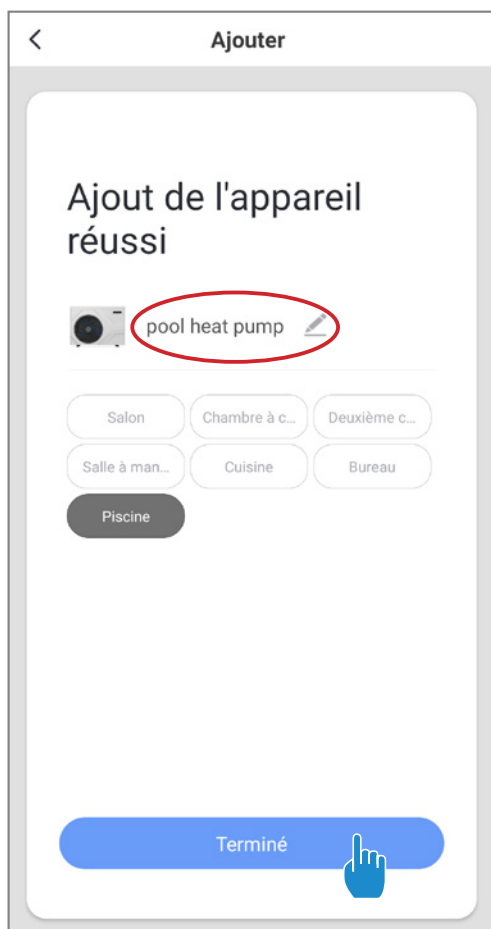 Ajouter
Ajout de l'appareil
réussi
pool heat pump
Salon
Chambre à c...
Deuxième c...
Salle à man...
Cuisine
Bureau
Piscine
Terminé